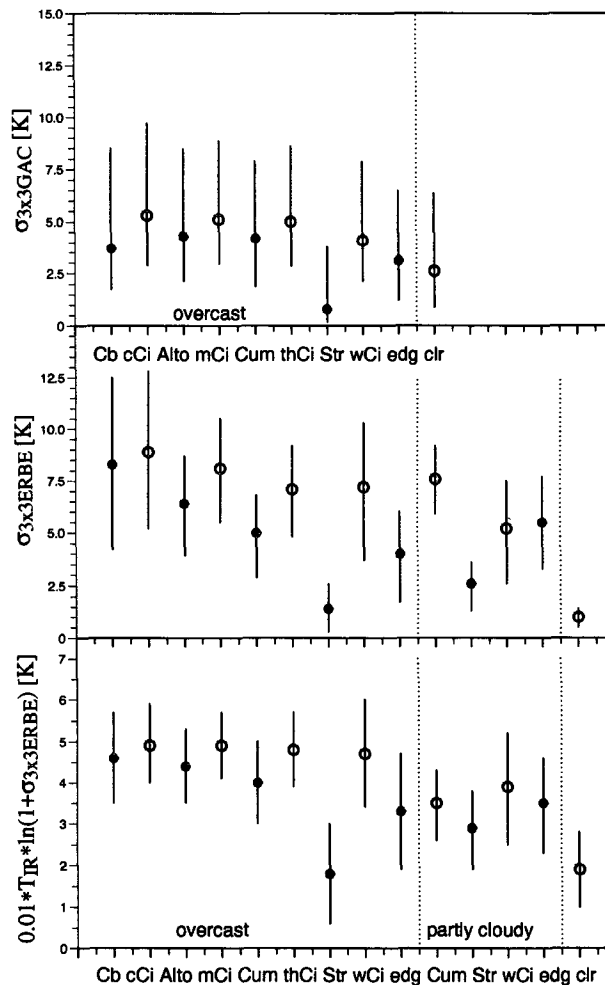 15.0
12.5
10.0
7.5
5.0
2.5
0
σ3x3GAC [K]
overcast
Cb cCi Alto mCi Cum thCi Str wCi edg clr
12.5
10.0
7.5
5.0
2.5
0
σ3x3ERBE [K]
7
6
5
4
3
2
1
0
0.01*TIR*ln(1+σ3x3ERBE) [K]
overcast
partly cloudy
Cb cCi Alto mCi Cum thCi Str wCi edg Cum Str wCi edg clr